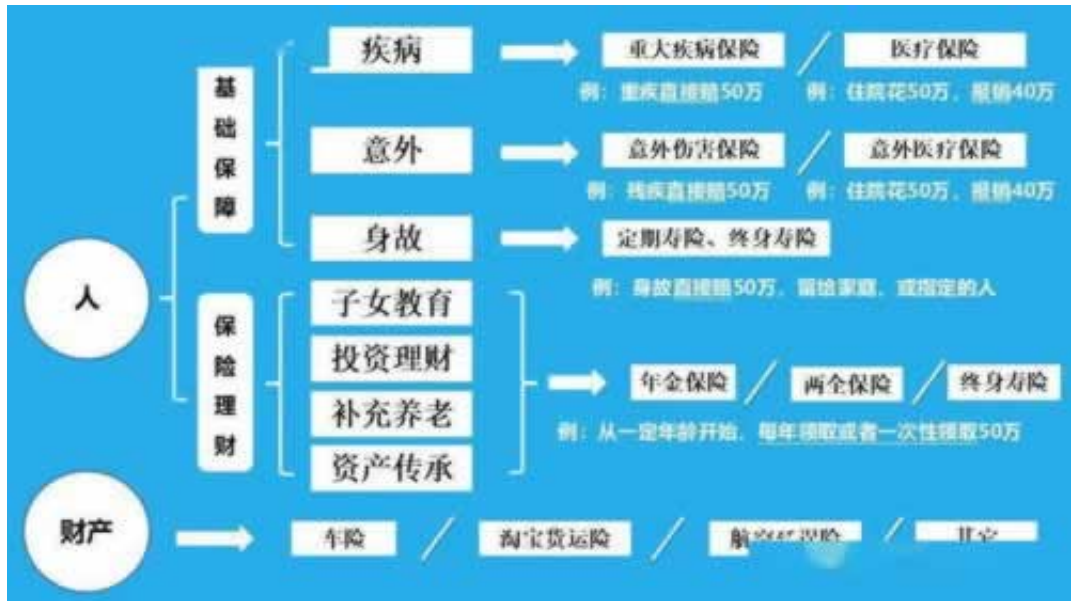 疾病
重大疾病保险
医疗保险
例：重疾直接赔50万
例：住院花50万，报销40万
基础保障
意外
意外伤害保险
意外医疗保险
例：残疾直接赔50万
例：住院花50万，报销40万
身故
定期寿险、终身寿险
例：身故直接赔50万，留给家庭，或指定的人
人
子女教育
保险理财
投资理财
年金保险
两全保险
终身寿险
补充养老
例：从一定年龄开始，每年领取或者一次性领取50万
资产传承
财产
车险
淘宝货运险
其它